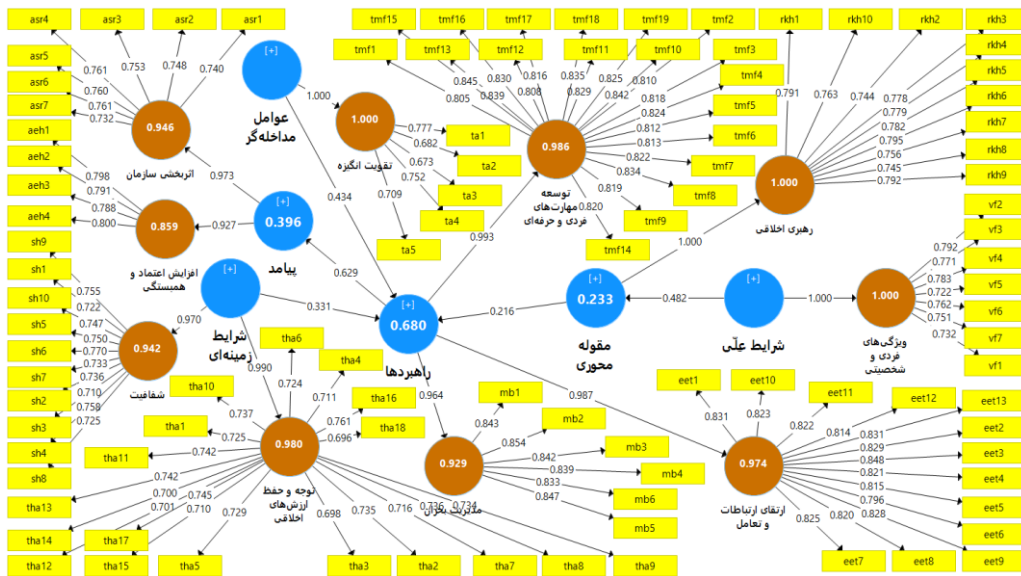 asr4 asr3 asr2 asr1 tmf15 tmf16 tmf17 tmf18 tmf19 tmf2 rkh1 rkh10 rkh2 rkh3
asr5 tmf1 tmf13 tmf12 tmf11 tmf10 tmf3 rkh4
asr6 tmf4 rkh5
asr7 tmf5 rkh6
aeh1 tmf6 rkh7
aeh2 tmf7 rkh8
aeh3 tmf8 rkh9
aeh4 tmf9 vf2
sh9 tmf14 vf3
sh1 vf4
sh10 vf5
sh5 vf6
sh6 vf7
sh7 vf1
sh2
sh3
sh4
sh8
0.761 0.753 0.748 0.740
0.760
0.761
0.732
0.946
اثربخشی سازمان
0.973
0.798
0.791
0.788
0.800
0.859
افزایش اعتماد و
همبستگی
0.927
[+]
0.396
پیامد
0.629
[+]
عوامل
مداخله‌گر
1.000
0.434
1.000
تقویت انگیزه
0.777
0.682
0.673
0.752
0.709
ta1
ta2
ta3
ta4
ta5
0.845 0.830 0.816 0.835 0.825 0.810
0.805 0.839 0.808 0.829 0.842 0.818
0.824
0.812
0.813
0.822
0.834
0.819
0.820
0.986
توسعه
مهارت‌های
فردی و حرفه‌ای
0.993
0.791 0.763 0.744 0.778
0.779
0.782
0.795
0.756
0.745
0.792
1.000
رهبری اخلاقی
1.000
[+]
شرایط
زمینه‌ای
0.331
0.970
0.990
0.755
0.722
0.747
0.750
0.770
0.733
0.736
0.710
0.758
0.725
0.942
شفافیت
[+]
0.680
راهبردها
0.216
[+]
0.233
مقوله
محوری
0.482
[+]
شرایط علّی
1.000
1.000
ویژگی‌های
فردی و
شخصیتی
0.792
0.771
0.783
0.722
0.762
0.751
0.732
0.964
0.987
tha6
tha4
tha10 tha16
tha1 tha18
tha11
tha13
tha14 tha17
tha12 tha15 tha5 tha3 tha2 tha7 tha8 tha9
0.724
0.711
0.737 0.761
0.725 0.696
0.742
0.742
0.700 0.745
0.701 0.710 0.729 0.698 0.735 0.716 0.736 0.734
0.980
توجه و حفظ
ارزش‌های
اخلاقی
0.929
مدیریت بحران
0.843
0.854
0.842
0.839
0.833
0.847
mb1
mb2
mb3
mb4
mb6
mb5
0.974
ارتقای ارتباطات
و تعامل
eet1 eet10 eet11 eet12 eet13
eet2
eet3
eet4
eet5
eet6
eet7 eet8 eet9
0.831 0.823 0.822 0.814 0.831
0.829
0.848
0.821
0.815
0.796
0.825 0.820 0.828